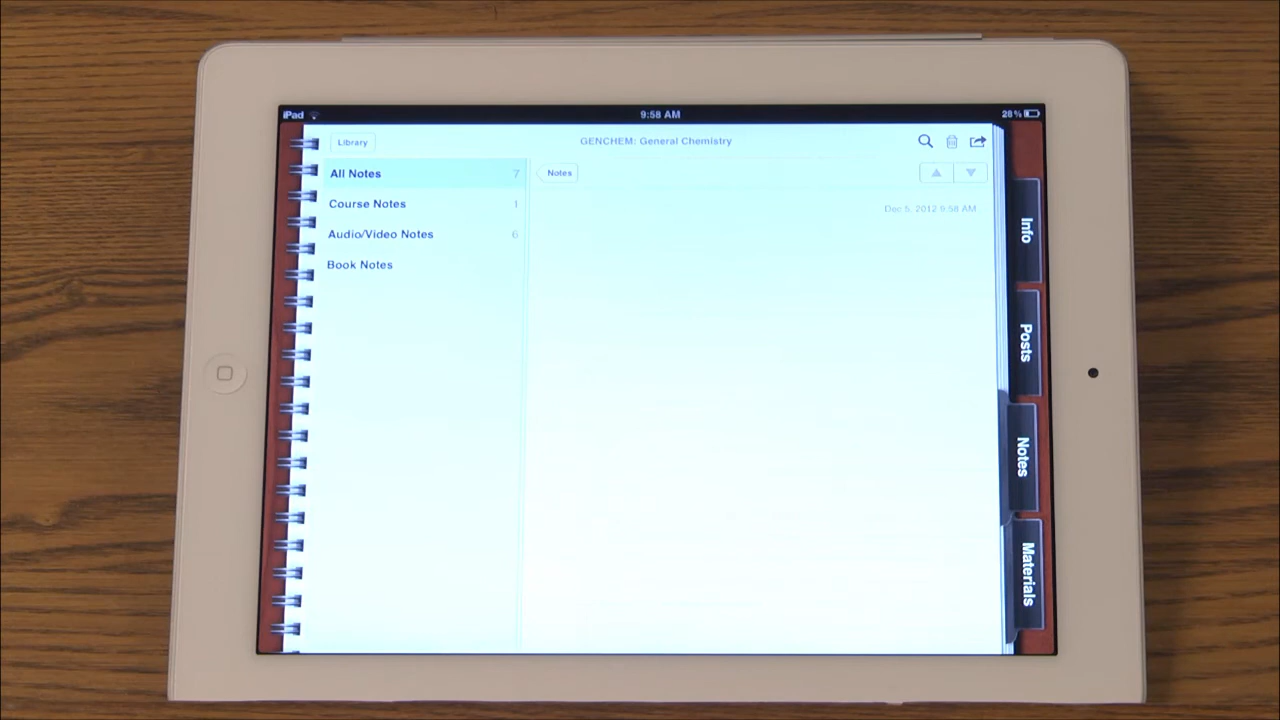 iPad 9:58 AM 28%
Library GENCHEM: General Chemistry
All Notes 7
Course Notes 1
Audio/Video Notes 6
Book Notes
Notes
Dec 5, 2012 9:58 AM
Info
Posts
Notes
Materials